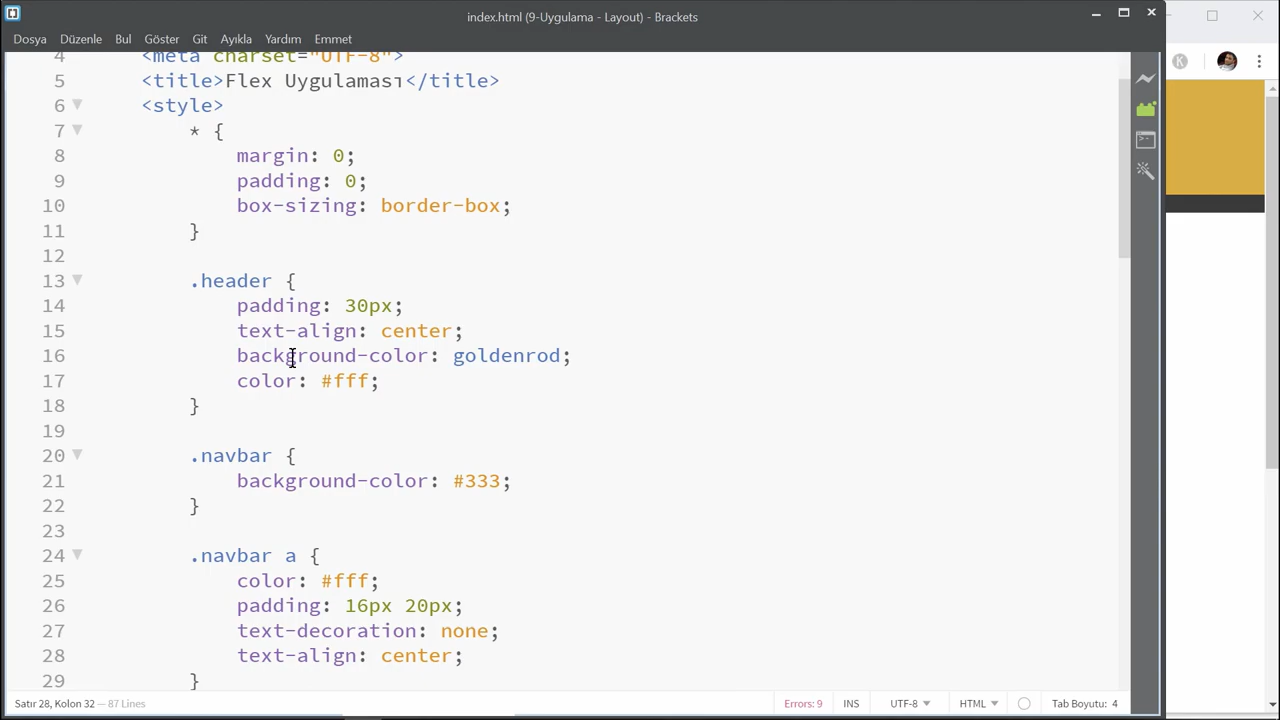 index.html (9-Uygulama - Layout) - Brackets
Dosya Düzenle Bul Göster Git Ayıkla Yardım Emmet
4 <meta charset="UTF-8">
5 <title>Flex Uygulaması</title>
6 <style>
7 * {
8 margin: 0;
9 padding: 0;
10 box-sizing: border-box;
11 }
12
13 .header {
14 padding: 30px;
15 text-align: center;
16 background-color: goldenrod;
17 color: #fff;
18 }
19
20 .navbar {
21 background-color: #333;
22 }
23
24 .navbar a {
25 color: #fff;
26 padding: 16px 20px;
27 text-decoration: none;
28 text-align: center;
29 }
Satır 28, Kolon 32 — 87 Lines Errors: 9 INS UTF-8 HTML Tab Boyutu: 4
K